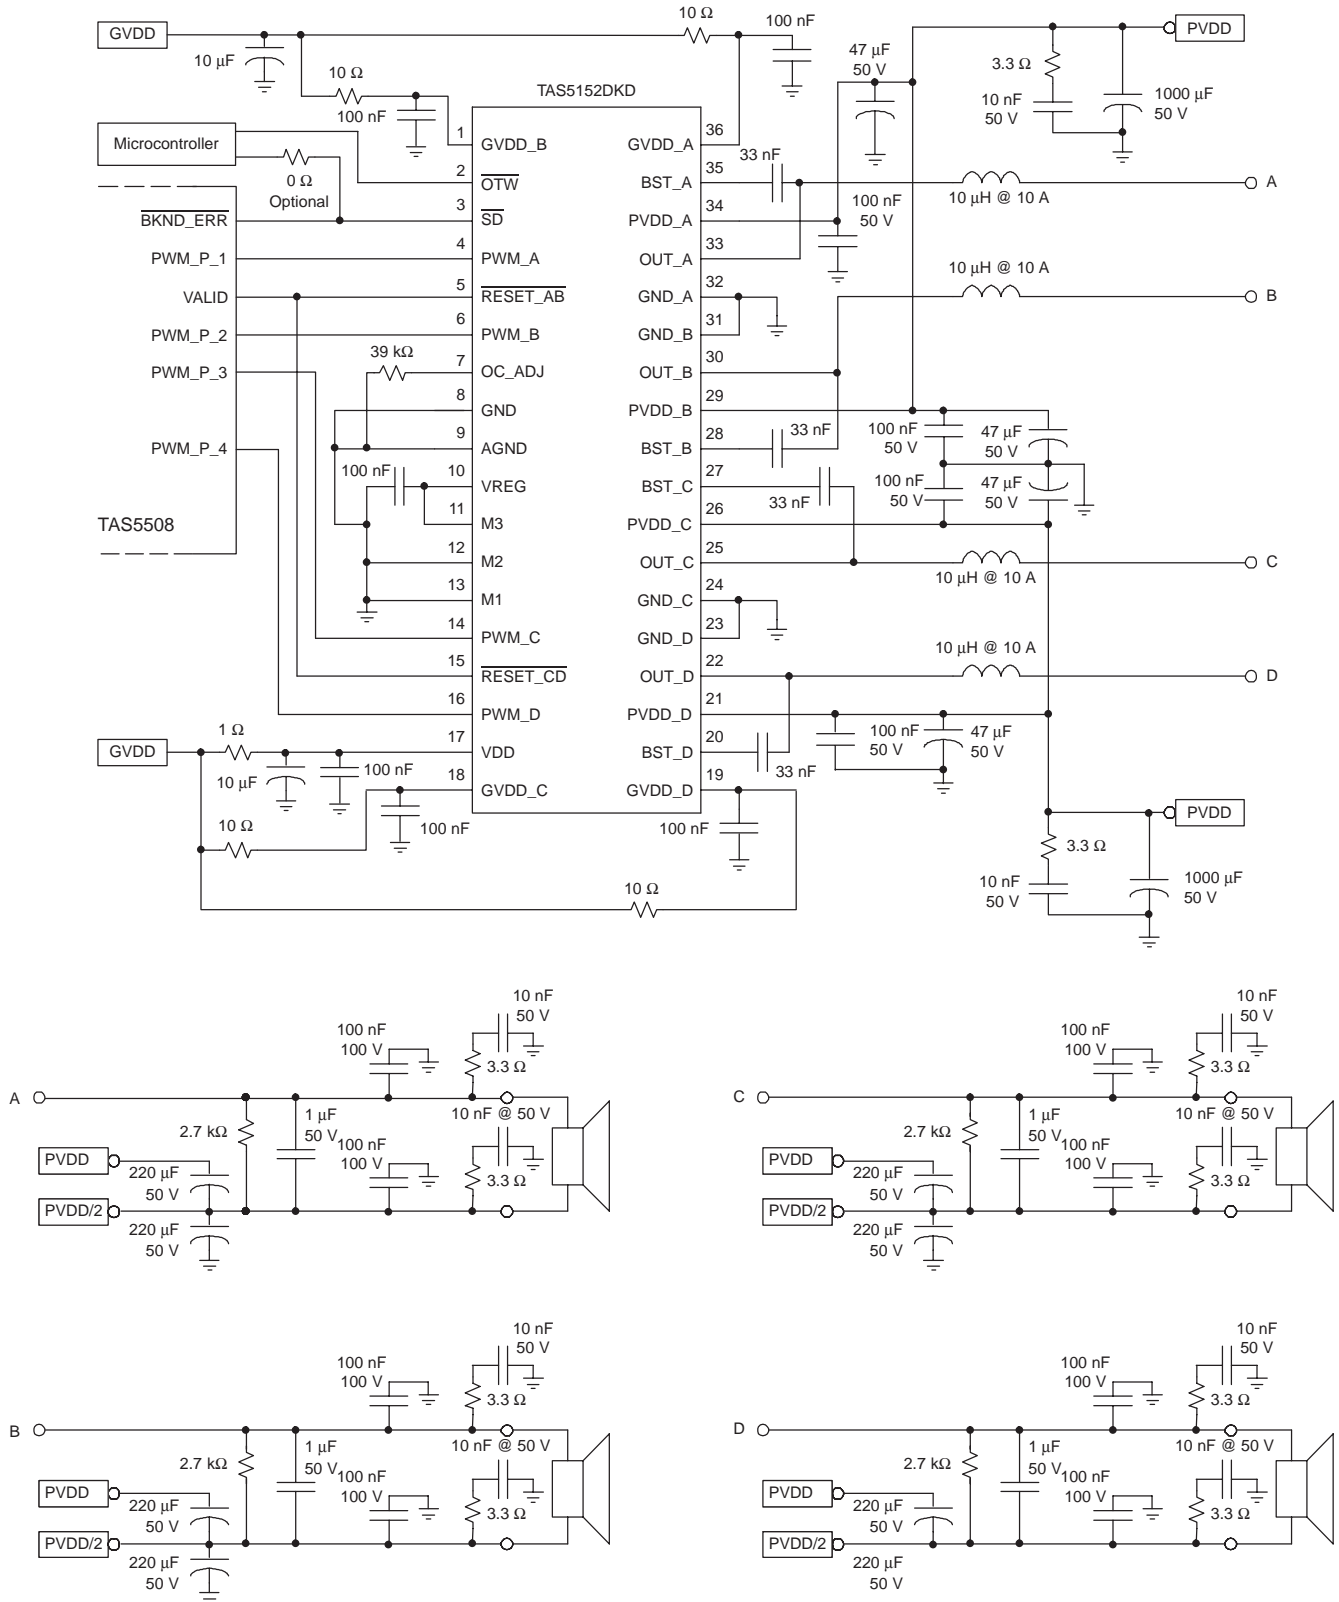 GVDD
10 Ω
100 nF
PVDD
10 µF
10 Ω
100 nF
47 µF
50 V
3.3 Ω
10 nF
50 V
1000 µF
50 V
TAS5152DKD
Microcontroller
0 Ω
Optional
1
GVDD_B
36
GVDD_A
2
OTW
35
BST_A
33 nF
10 µH @ 10 A
A
BKND_ERR
3
SD
34
PVDD_A
100 nF
50 V
PWM_P_1
4
PWM_A
33
OUT_A
VALID
5
RESET_AB
32
GND_A
10 µH @ 10 A
B
PWM_P_2
6
PWM_B
31
GND_B
PWM_P_3
39 kΩ
7
OC_ADJ
30
OUT_B
8
GND
29
PVDD_B
PWM_P_4
9
AGND
28
BST_B
33 nF
100 nF
50 V
47 µF
50 V
100 nF
10
VREG
27
BST_C
33 nF
100 nF
50 V
47 µF
50 V
TAS5508
11
M3
26
PVDD_C
12
M2
25
OUT_C
10 µH @ 10 A
C
13
M1
24
GND_C
14
PWM_C
23
GND_D
15
RESET_CD
22
OUT_D
10 µH @ 10 A
D
16
PWM_D
21
PVDD_D
100 nF
50 V
47 µF
50 V
GVDD
1 Ω
10 µF
100 nF
17
VDD
20
BST_D
33 nF
18
GVDD_C
19
GVDD_D
10 Ω
100 nF
100 nF
PVDD
10 Ω
3.3 Ω
10 nF
50 V
1000 µF
50 V
10 nF
50 V
100 nF
100 V
3.3 Ω
A
10 nF @ 50 V
2.7 kΩ
1 µF
50 V
100 nF
100 V
3.3 Ω
PVDD
220 µF
50 V
PVDD/2
220 µF
50 V
10 nF
50 V
100 nF
100 V
3.3 Ω
C
10 nF @ 50 V
2.7 kΩ
1 µF
50 V
100 nF
100 V
3.3 Ω
PVDD
220 µF
50 V
PVDD/2
220 µF
50 V
10 nF
50 V
100 nF
100 V
3.3 Ω
B
10 nF @ 50 V
2.7 kΩ
1 µF
50 V
100 nF
100 V
3.3 Ω
PVDD
220 µF
50 V
PVDD/2
220 µF
50 V
10 nF
50 V
100 nF
100 V
3.3 Ω
D
10 nF @ 50 V
2.7 kΩ
1 µF
50 V
100 nF
100 V
3.3 Ω
PVDD
220 µF
50 V
PVDD/2
220 µF
50 V